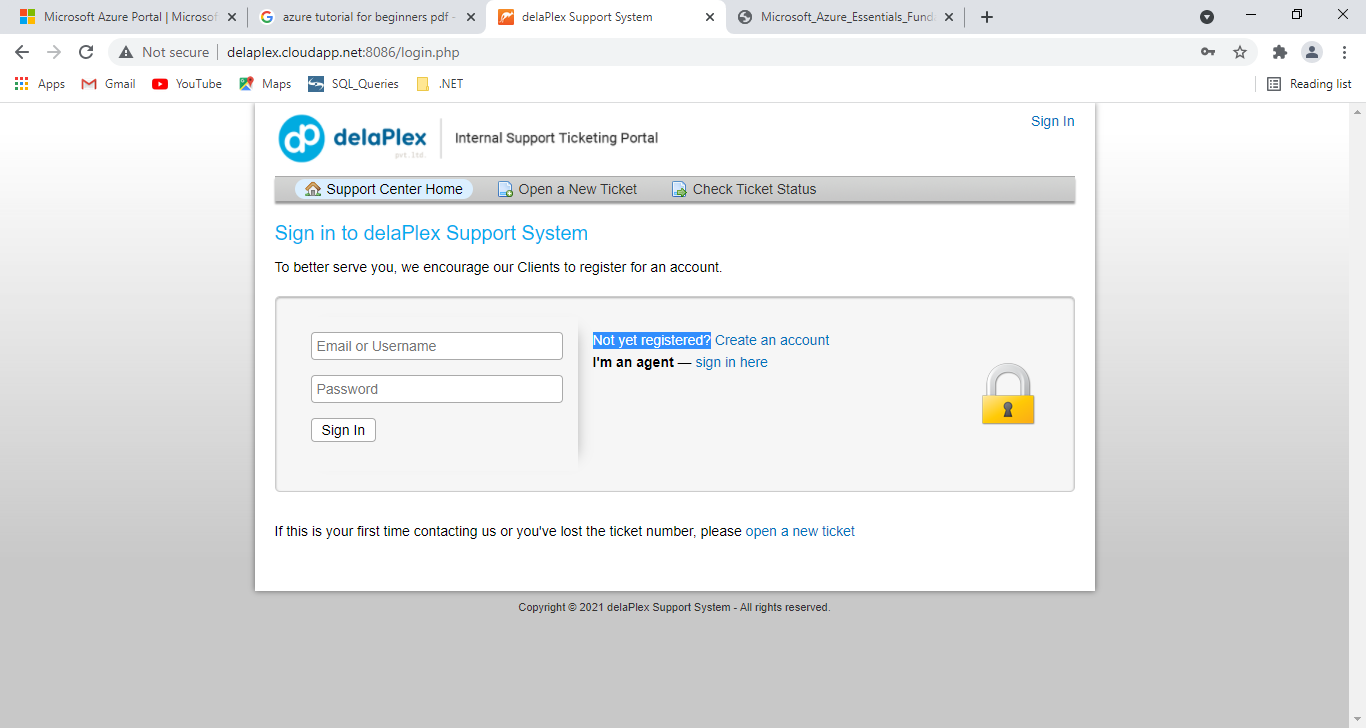 Microsoft Azure Portal | Microsof
azure tutorial for beginners pdf -
delaPlex Support System
Microsoft_Azure_Essentials_Fund
Not secure
delaplex.cloudapp.net:8086/login.php
Apps
Gmail
YouTube
Maps
SQL_Queries
.NET
Reading list
dp delaPlex
pvt.ltd.
Internal Support Ticketing Portal
Sign In
Support Center Home
Open a New Ticket
Check Ticket Status
Sign in to delaPlex Support System
To better serve you, we encourage our Clients to register for an account.
Email or Username
Password
Sign In
Not yet registered? Create an account
I'm an agent — sign in here
If this is your first time contacting us or you've lost the ticket number, please open a new ticket
Copyright © 2021 delaPlex Support System - All rights reserved.